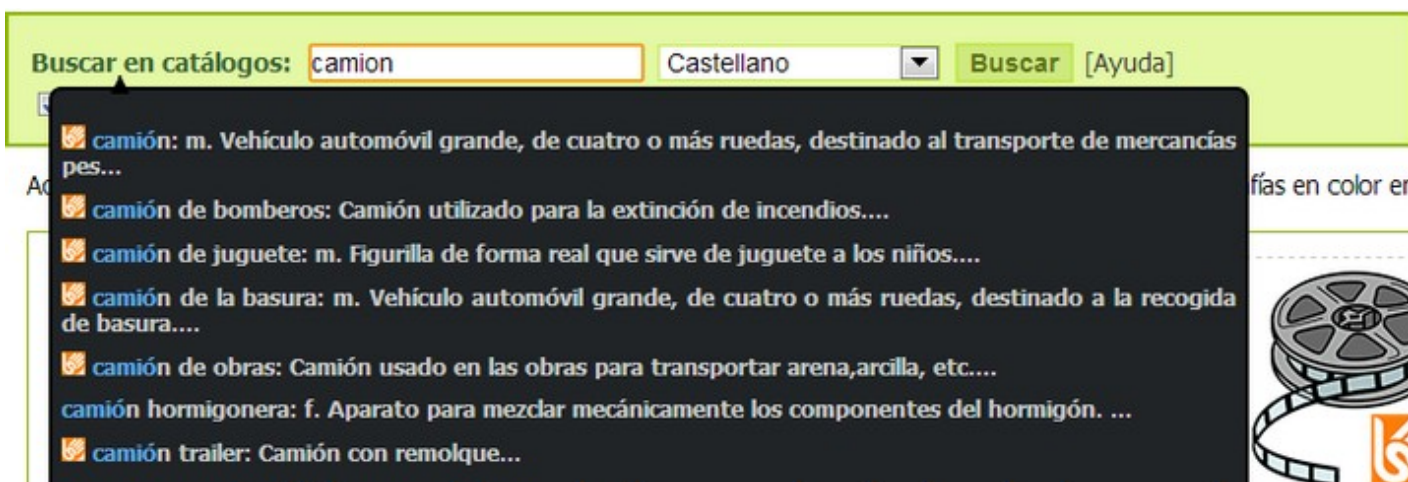 Buscar en catálogos: camion Castellano Buscar [Ayuda]
camión: m. Vehículo automóvil grande, de cuatro o más ruedas, destinado al transporte de mercancías
pes...
camión de bomberos: Camión utilizado para la extinción de incendios....
camión de juguete: m. Figurilla de forma real que sirve de juguete a los niños....
camión de la basura: m. Vehículo automóvil grande, de cuatro o más ruedas, destinado a la recogida
de basura....
camión de obras: Camión usado en las obras para transportar arena,arcilla, etc....
camión hormigonera: f. Aparato para mezclar mecánicamente los componentes del hormigón. ...
camión trailer: Camión con remolque...
fías en color